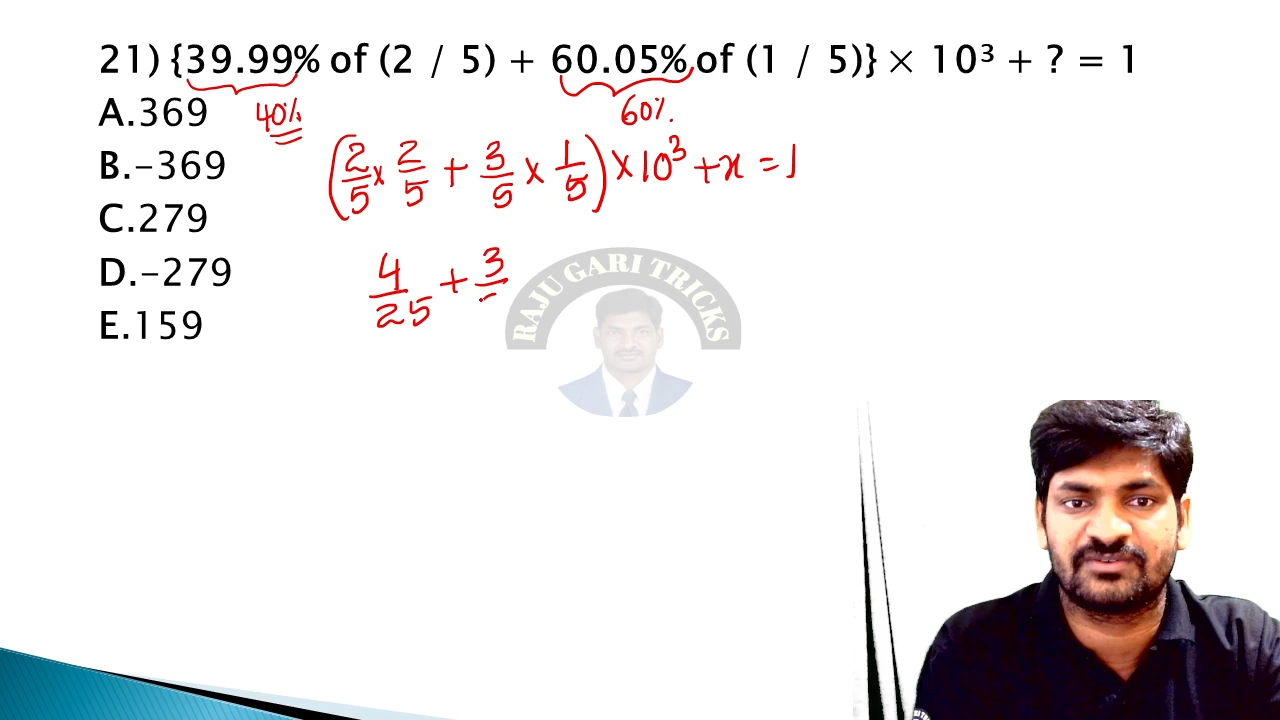 21) {39.99% of (2 / 5) + 60.05% of (1 / 5)} × 10³ + ? = 1
40% 60%
A.369
(2/5 × 2/5 + 3/5 × 1/5) × 10³ + x = 1
B.-369
C.279
D.-279
4/25 + 3/
E.159
RAJU GARI TRICKS